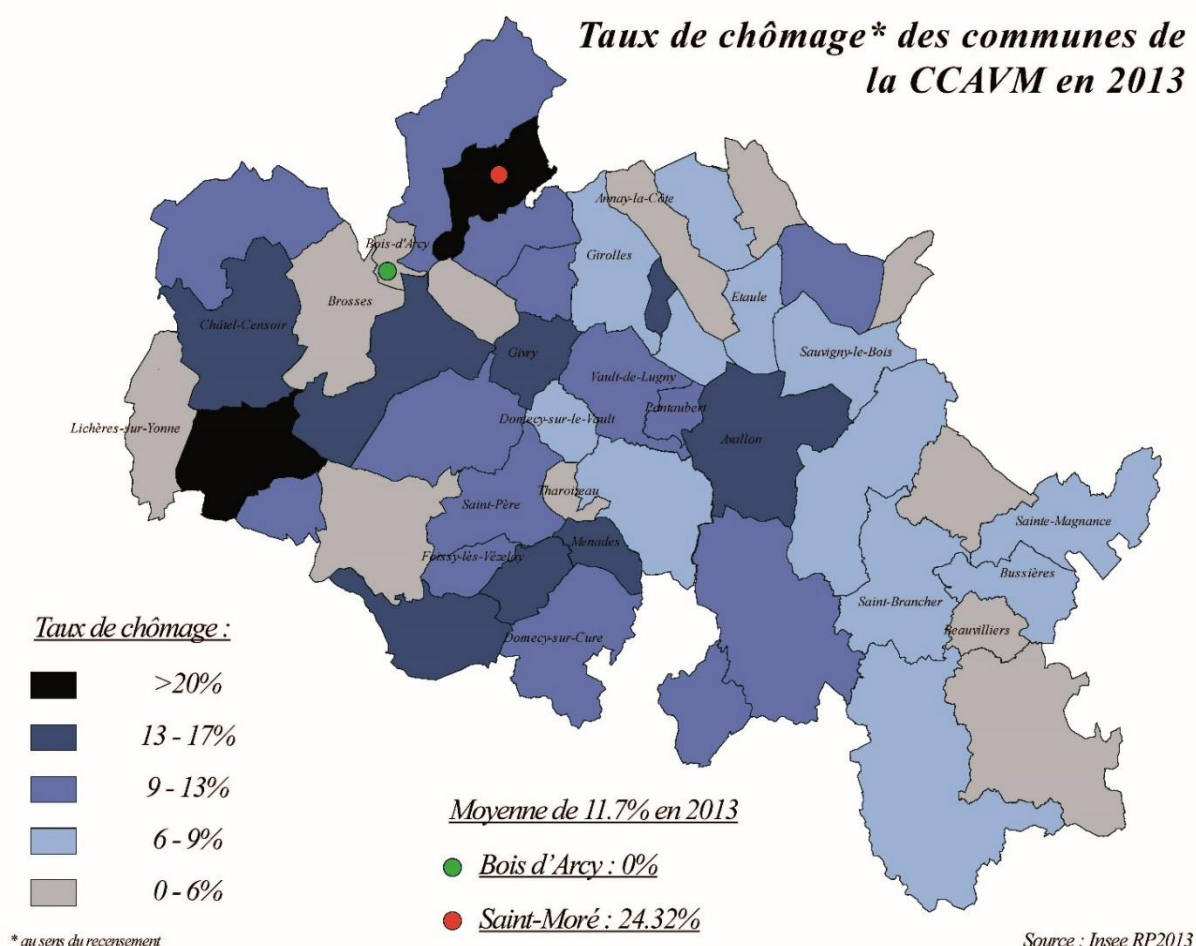 Taux de chômage* des communes de
la CCAVM en 2013
Annay-la-Côte
Bois-d'Arcy
Girolles
Brosses
Etaule
Châtel-Censoir
Givry
Sauvigny-le-Bois
Vault-de-Lugny
Pontaubert
Domecy-sur-le-Vault
Lichères-sur-Yonne
Avallon
Tharoiseau
Saint-Père
Sainte-Magnance
Menades
Foissy-lès-Vézelay
Bussières
Saint-Brancher
Beauvilliers
Domecy-sur-Cure
Taux de chômage :
>20%
13 - 17%
9 - 13%
6 - 9%
0 - 6%
Moyenne de 11.7% en 2013
Bois d'Arcy : 0%
Saint-Moré : 24.32%
* au sens du recensement
Source : Insee RP2013